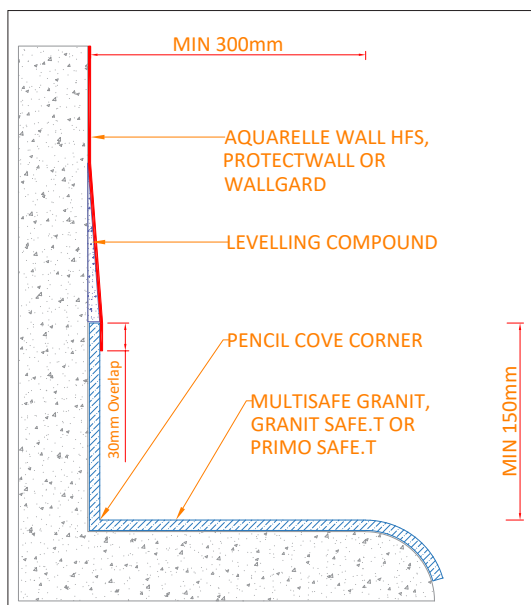 MIN 300mm
AQUARELLE WALL HFS,
PROTECTWALL OR
WALLGARD
LEVELLING COMPOUND
PENCIL COVE CORNER
30mm Overlap
MULTISAFE GRANIT,
GRANIT SAFE.T OR
PRIMO SAFE.T
MIN 150mm